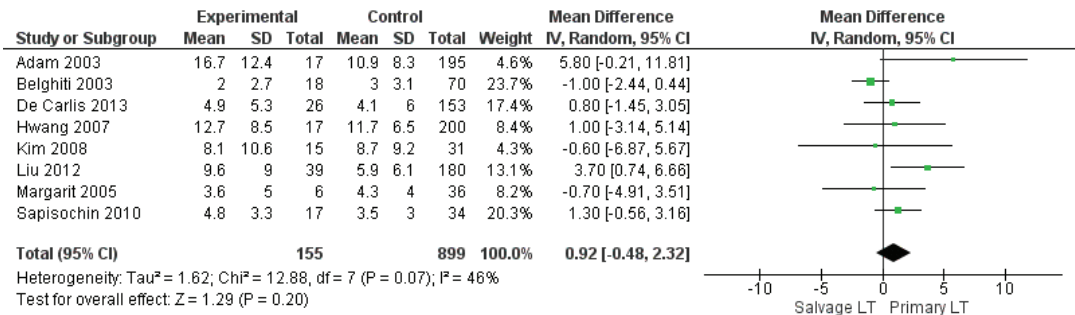 Experimental Control Mean Difference Mean Difference
Study or Subgroup Mean SD Total Mean SD Total Weight IV, Random, 95% CI IV, Random, 95% CI
Adam 2003 16.7 12.4 17 10.9 8.3 195 4.6% 5.80 [-0.21, 11.81]
Belghiti 2003 2 2.7 18 3 3.1 70 23.7% -1.00 [-2.44, 0.44]
De Carlis 2013 4.9 5.3 26 4.1 6 153 17.4% 0.80 [-1.45, 3.05]
Hwang 2007 12.7 8.5 17 11.7 6.5 200 8.4% 1.00 [-3.14, 5.14]
Kim 2008 8.1 10.6 15 8.7 9.2 31 5.3% -0.60 [-6.87, 5.67]
Liu 2012 9.6 9 39 5.9 6.1 180 13.1% 3.70 [0.74, 6.66]
Margarit 2005 3.6 5 6 4.3 4 36 8.2% -0.70 [-4.91, 3.51]
Sapisochin 2010 4.8 3.3 17 3.5 3 34 20.3% 1.30 [-0.56, 3.16]
Total (95% CI) 155 899 100.0% 0.92 [-0.48, 2.32]
Heterogeneity: Tau² = 1.62; Chi² = 12.88, df = 7 (P = 0.07); I² = 46%
Test for overall effect: Z = 1.29 (P = 0.20)
-10 -5 0 5 10
Salvage LT Primary LT